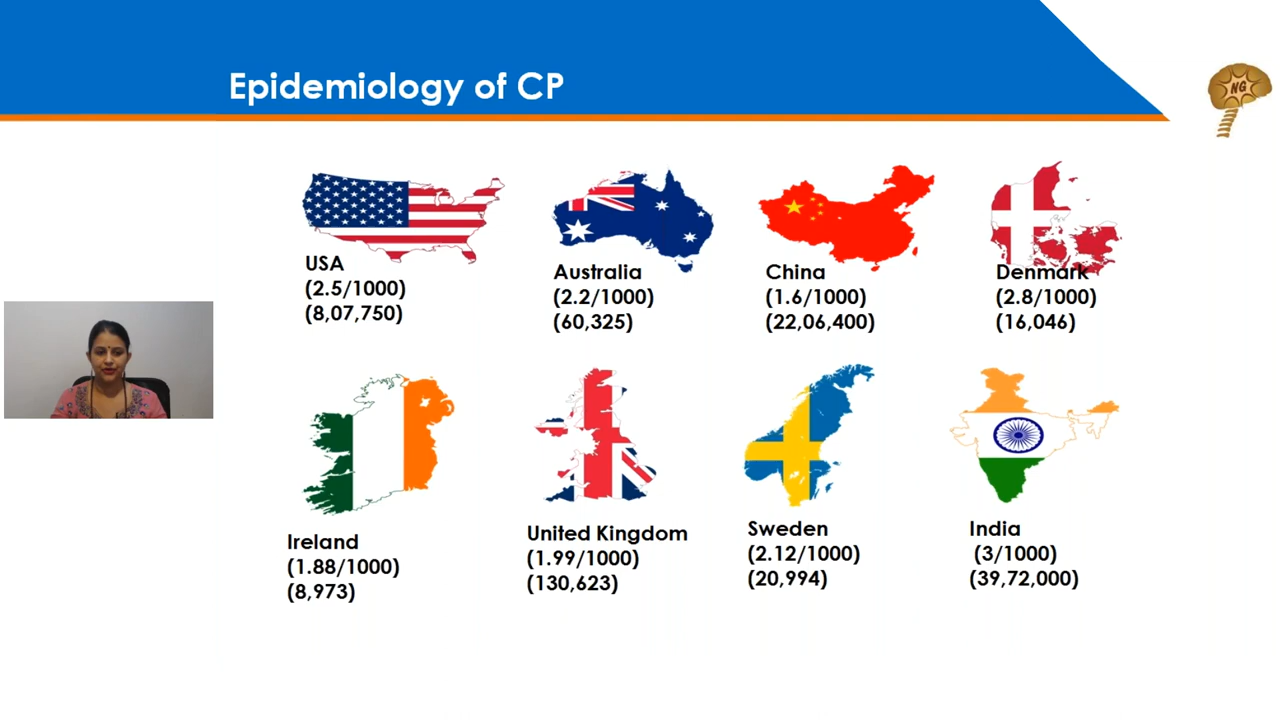 Epidemiology of CP
NG
USA
(2.5/1000)
(8,07,750)
Australia
(2.2/1000)
(60,325)
China
(1.6/1000)
(22,06,400)
Denmark
(2.8/1000)
(16,046)
Ireland
(1.88/1000)
(8,973)
United Kingdom
(1.99/1000)
(130,623)
Sweden
(2.12/1000)
(20,994)
India
(3/1000)
(39,72,000)